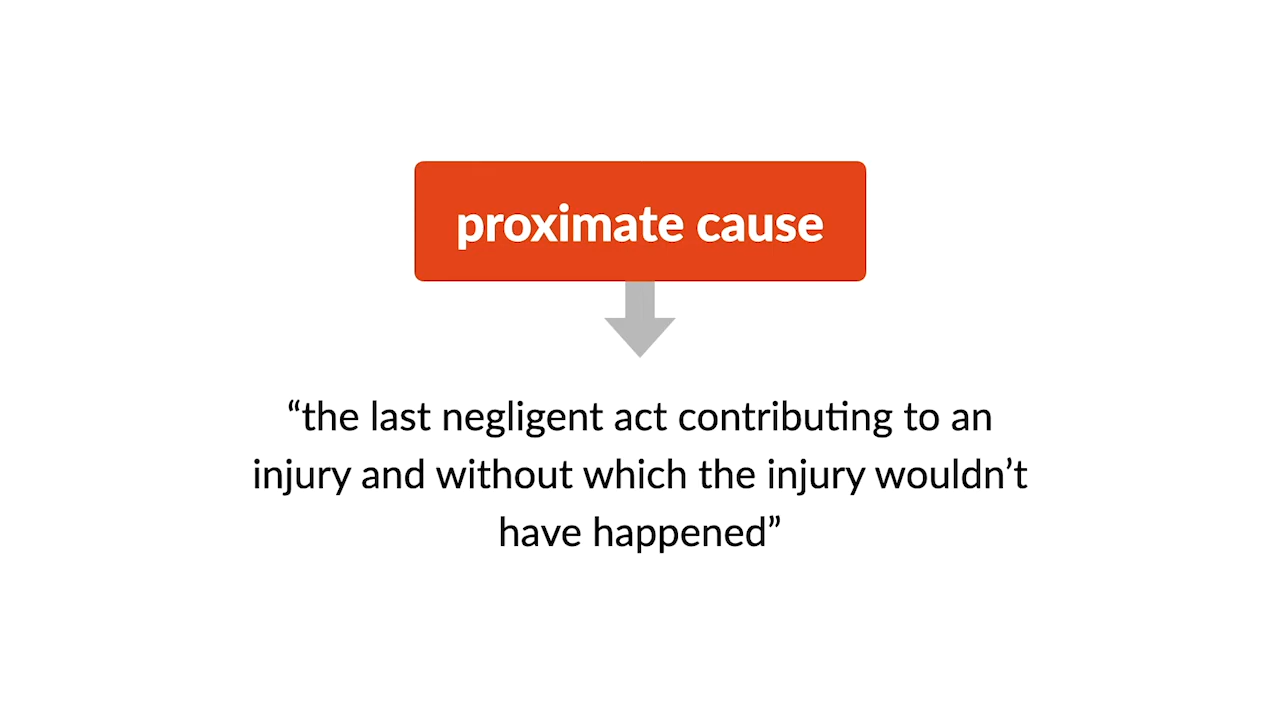 proximate cause
“the last negligent act contributing to an
injury and without which the injury wouldn’t
have happened”